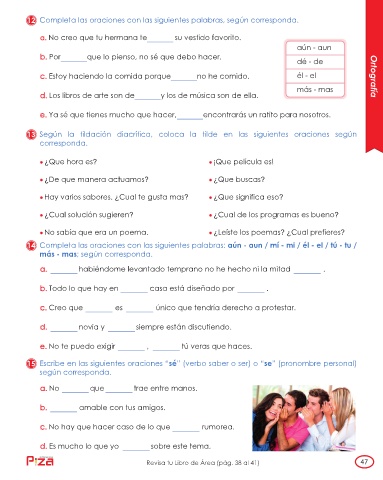 12 Completa las oraciones con las siguientes palabras, según corresponda.
a. No creo que tu hermana te_______ su vestido favorito.
b. Por_______que lo pienso, no sé que debo hacer.
c. Estoy haciendo la comida porque_______no he comido.
d. Los libros de arte son de_______y los de música son de ella.
e. Ya sé que tienes mucho que hacer,_______encontrarás un ratito para nosotros.
aún - aun
dé - de
él - el
más - mas
Ortografía
13 Según la tildación diacrítica, coloca la tilde en las siguientes oraciones según
corresponda.
• ¿Que hora es?
• ¡Que película es!
• ¿De que manera actuamos?
• ¿Que buscas?
• Hay varios sabores. ¿Cual te gusta mas?
• ¿Que significa eso?
• ¿Cual solución sugieren?
• ¿Cual de los programas es bueno?
• No sabía que era un poema.
• ¿Leíste los poemas? ¿Cual prefieres?
14 Completa las oraciones con las siguientes palabras: aún - aun / mí - mi / él - el / tú - tu /
más - mas; según corresponda.
a. _______ habiéndome levantado temprano no he hecho ni la mitad _______ .
b. Todo lo que hay en _______ casa está diseñado por _______ .
c. Creo que _______ es _______ único que tendría derecho a protestar.
d. _______ novia y _______ siempre están discutiendo.
e. No te puedo exigir _______ , _______ tú veras que haces.
15 Escribe en las siguientes oraciones "sé" (verbo saber o ser) o "se" (pronombre personal)
según corresponda.
a. No _______ que _______ trae entre manos.
b. _______ amable con tus amigos.
c. No hay que hacer caso de lo que _______ rumorea.
d. Es mucho lo que yo _______ sobre este tema.
Revisa tu Libro de Área (pág. 38 al 41)
47